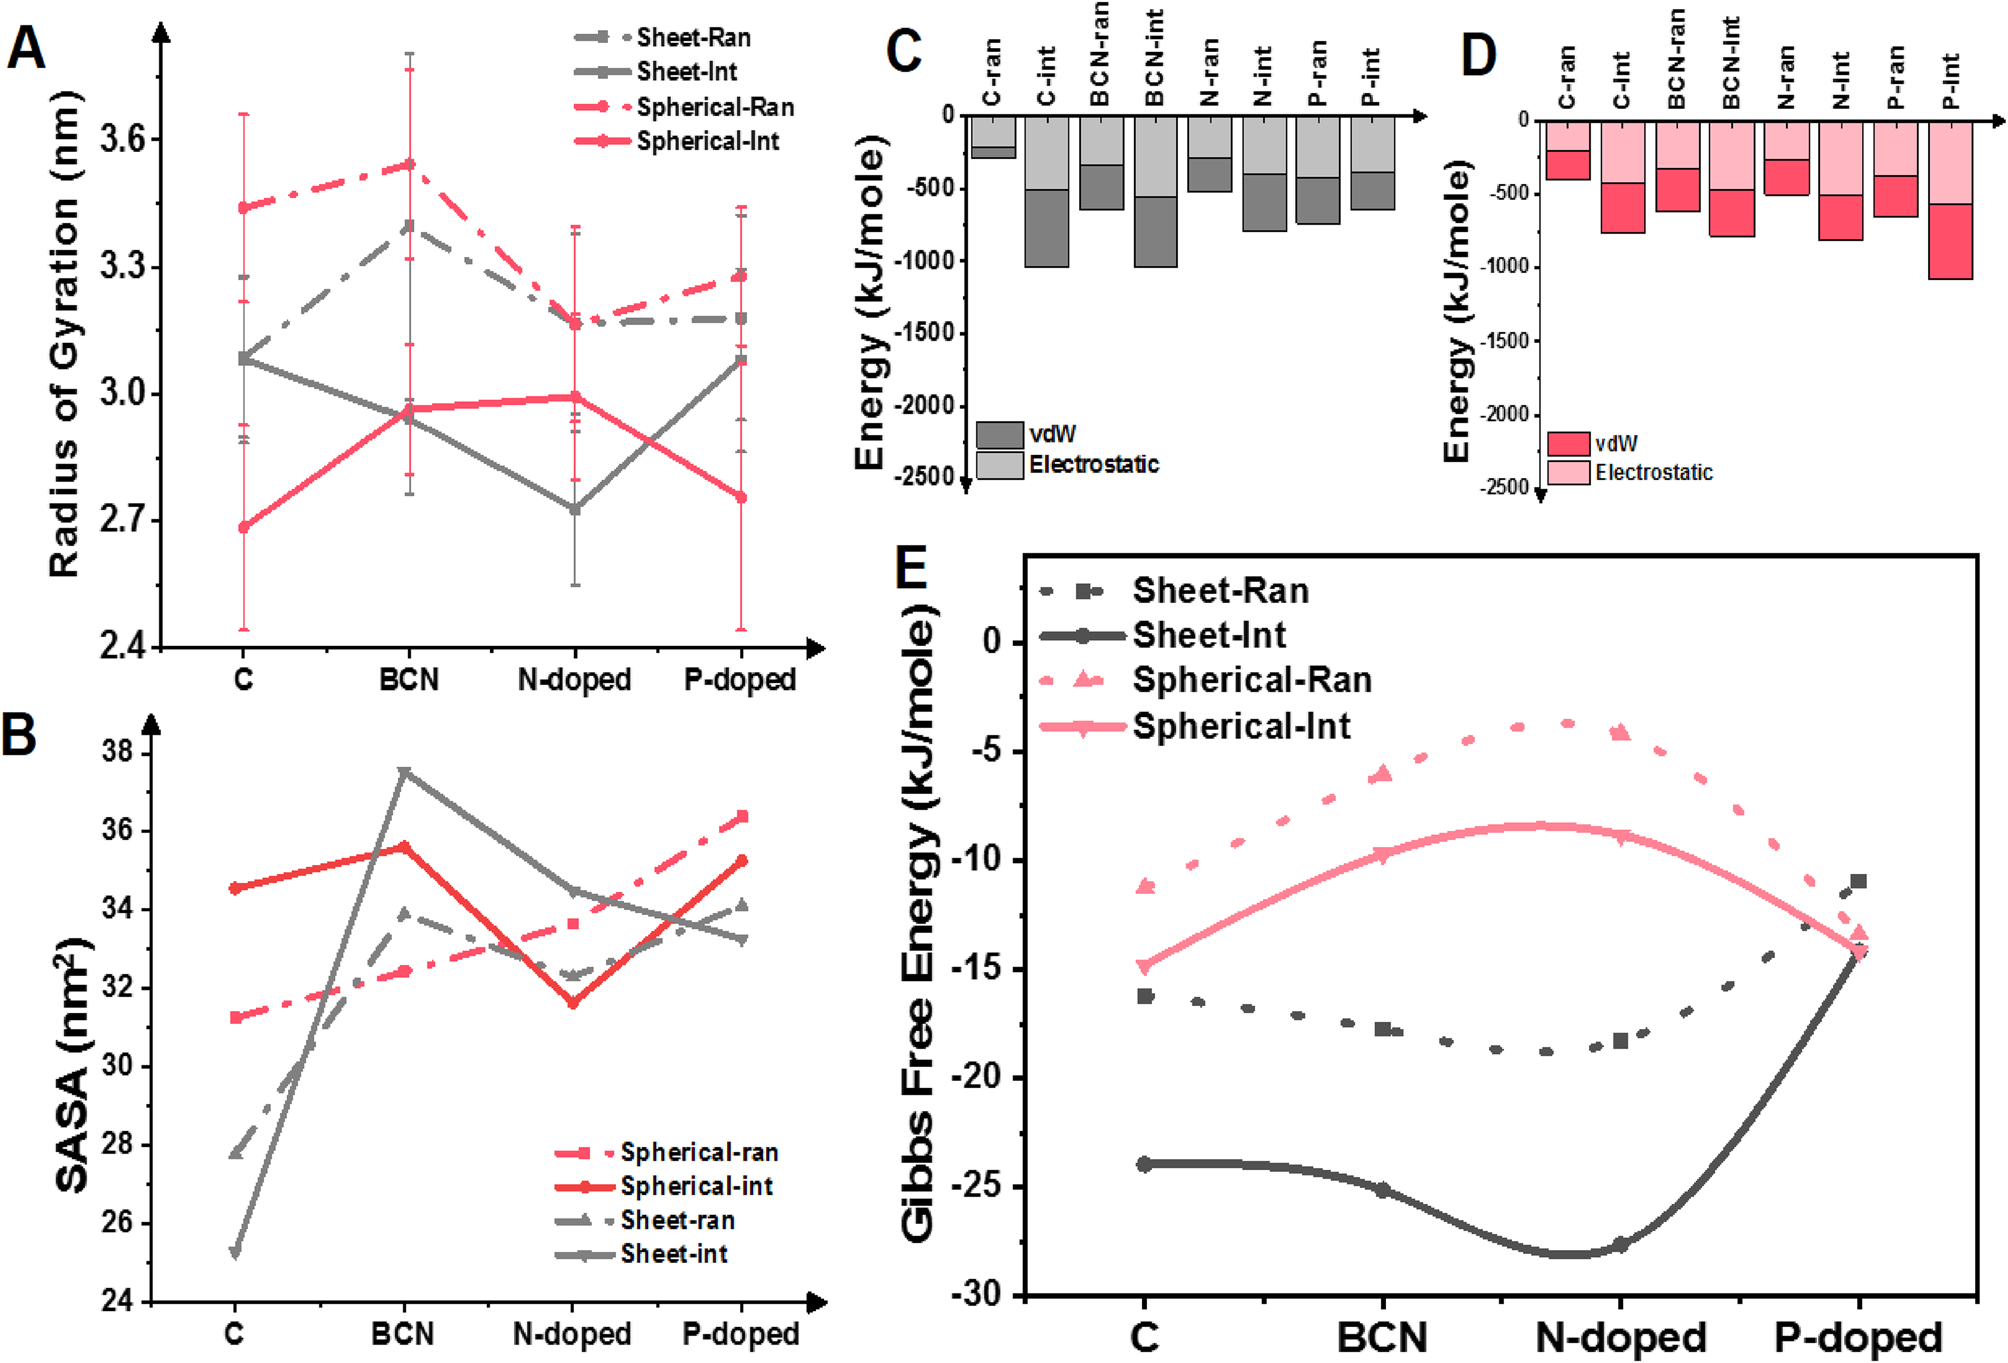 A
Radius of Gyration (nm)
3.6
3.3
3.0
2.7
2.4
Sheet-Ran
Sheet-Int
Spherical-Ran
Spherical-Int
C
BCN
N-doped
P-doped
B
SASA (nm²)
38
36
34
32
30
28
26
24
Spherical-ran
Spherical-int
Sheet-ran
Sheet-int
C
BCN
N-doped
P-doped
C
C-ran
C-int
BCN-ran
BCN-int
N-ran
N-int
P-ran
P-int
Energy (kJ/mole)
0
-500
-1000
-1500
-2000
-2500
vdW
Electrostatic
D
C-ran
C-Int
BCN-ran
BCN-Int
N-ran
N-Int
P-ran
P-Int
Energy (kJ/mole)
0
-500
-1000
-1500
-2000
-2500
vdW
Electrostatic
E
Gibbs Free Energy (kJ/mole)
0
-5
-10
-15
-20
-25
-30
Sheet-Ran
Sheet-Int
Spherical-Ran
Spherical-Int
C
BCN
N-doped
P-doped